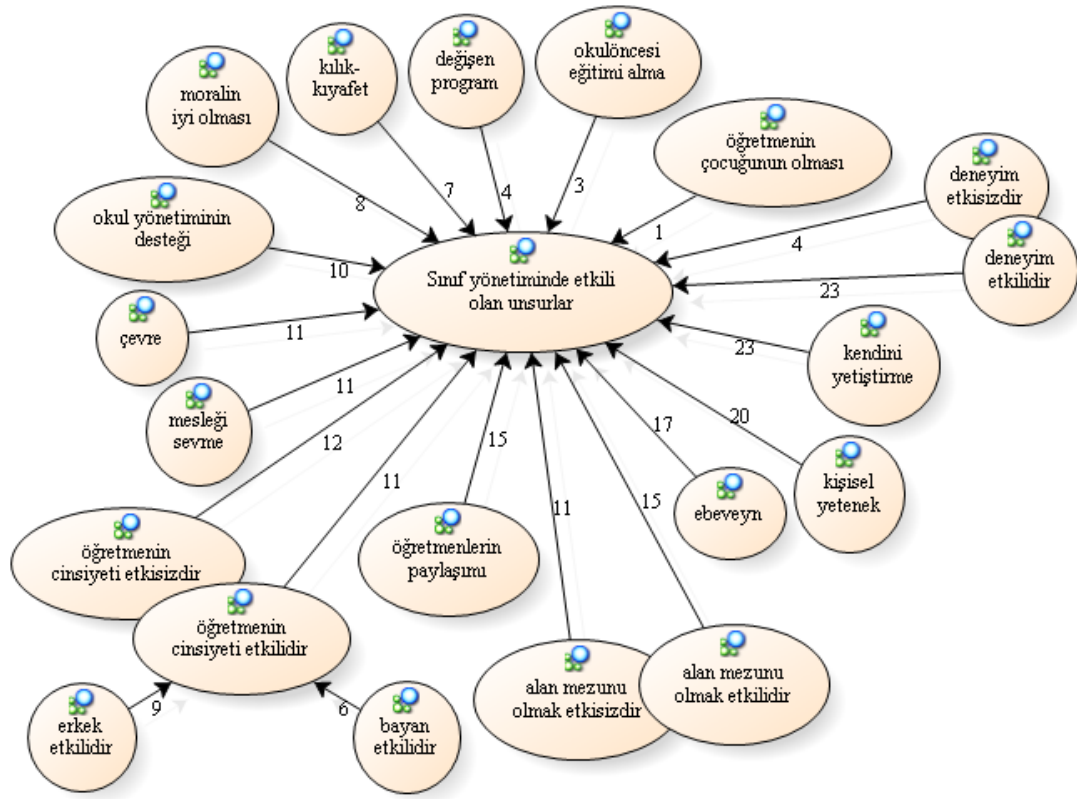 moralin
iyi olması
kılık-
kıyafet
değişen
program
okulöncesi
eğitimi alma
öğretmenin
çocuğunun olması
deneyim
etkisizdir
deneyim
etkilidir
okul yönetiminin
desteği
Sınıf yönetiminde etkili
olan unsurlar
8
7
4
3
1
4
10
23
çevre
11
23
kendini
yetiştirme
mesleği
sevme
11
12
11
15
11
15
17
20
kişisel
yetenek
ebeveyn
öğretmenin
cinsiyeti etkisizdir
öğretmenlerin
paylaşımı
öğretmenin
cinsiyeti etkilidir
alan mezunu
olmak etkisizdir
alan mezunu
olmak etkilidir
erkek
etkilidir
9
6
bayan
etkilidir